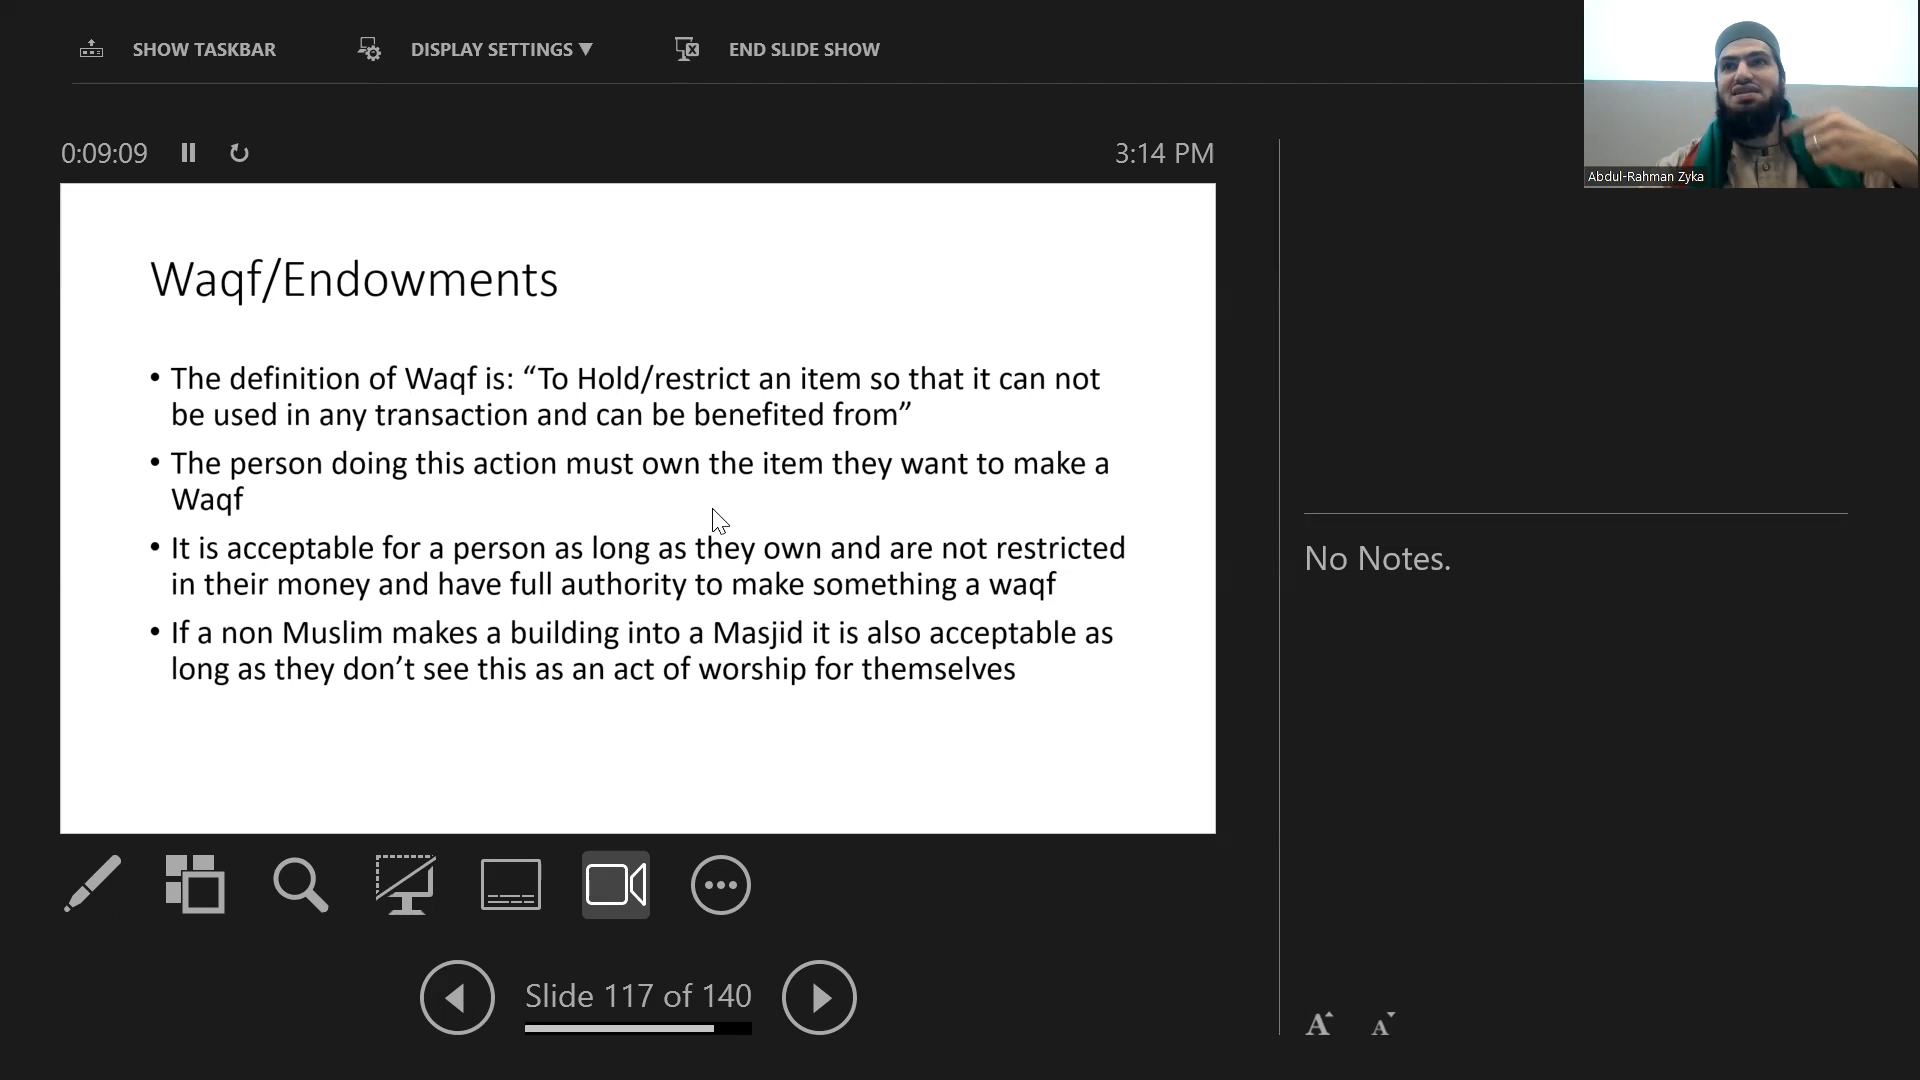 SHOW TASKBAR
DISPLAY SETTINGS ▼
END SLIDE SHOW
Abdul-Rahman Zyka
0:09:09
3:14 PM
Waqf/Endowments
• The definition of Waqf is: “To Hold/restrict an item so that it can not
be used in any transaction and can be benefited from”
• The person doing this action must own the item they want to make a
Waqf
• It is acceptable for a person as long as they own and are not restricted
in their money and have full authority to make something a waqf
• If a non Muslim makes a building into a Masjid it is also acceptable as
long as they don’t see this as an act of worship for themselves
No Notes.
Slide 117 of 140
A A